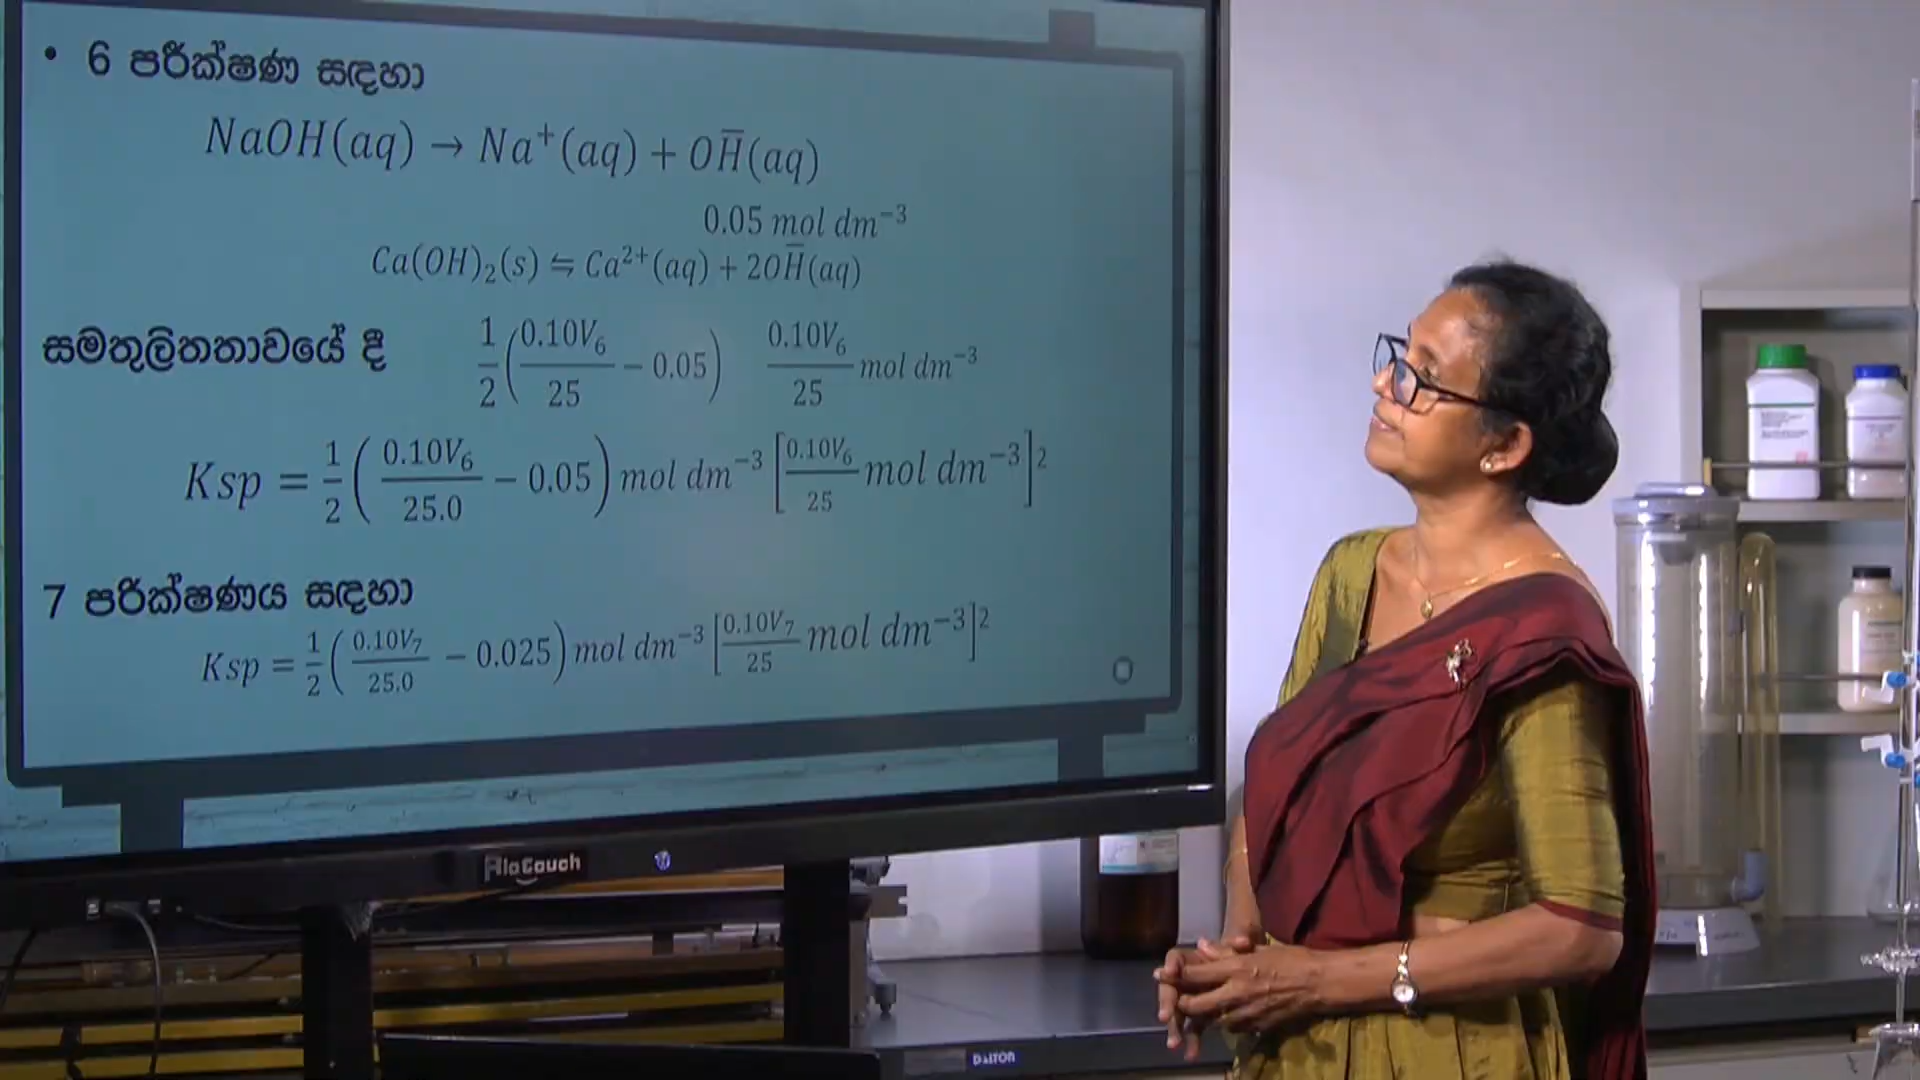 • 6 පරීක්ෂණ සඳහා
NaOH(aq) → Na⁺(aq) + OH̅(aq)
0.05 mol dm⁻³
Ca(OH)₂(s) ⇋ Ca²⁺(aq) + 2OH̅(aq)
සමතුලිතතාවයේ දී 1/2(0.10V₆/25 − 0.05) 0.10V₆/25 mol dm⁻³
Ksp = 1/2(0.10V₆/25.0 − 0.05) mol dm⁻³ [0.10V₆/25 mol dm⁻³]²
7 පරීක්ෂණය සඳහා
Ksp = 1/2(0.10V₇/25.0 − 0.025) mol dm⁻³ [0.10V₇/25 mol dm⁻³]²
DALTON